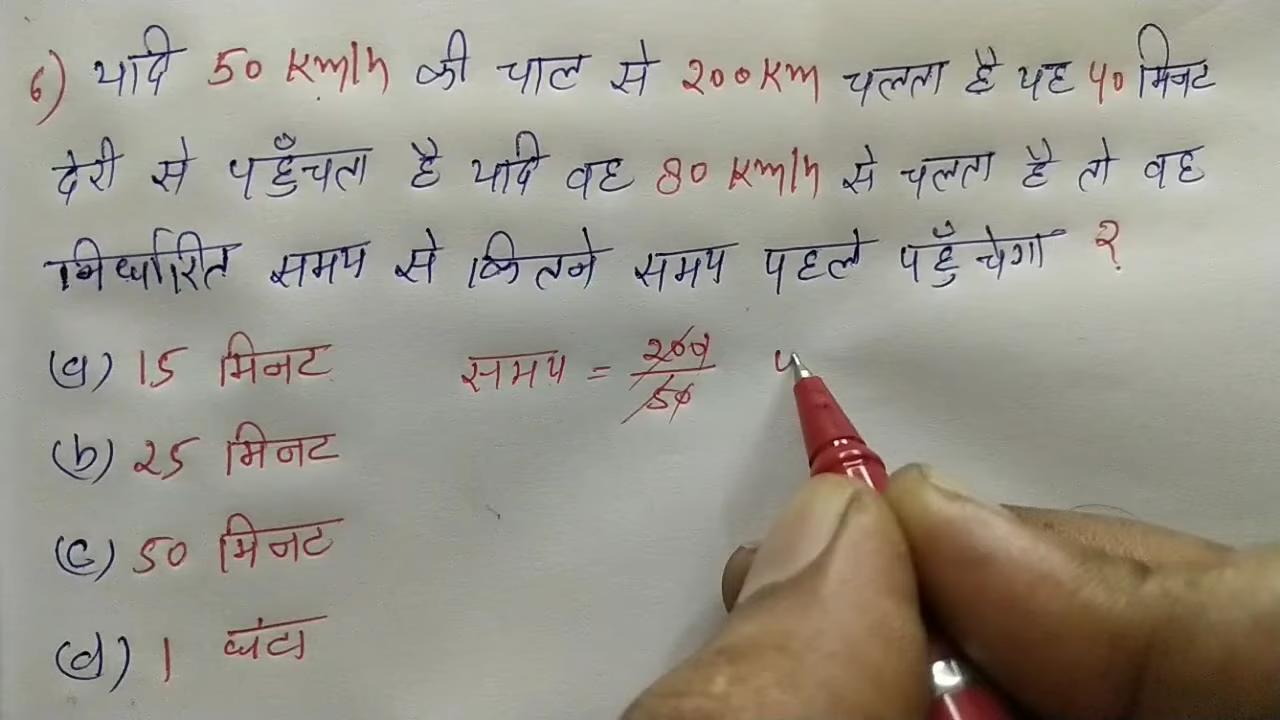 6) यदि 50 km/h की चाल से 200 km चलता है यह 40 मिनट
देरी से पहुँचता है यदि वह 80 km/h से चलता है तो वह
निर्धारित समय से कितने समय पहले पहुँचेगा ?
(a) 15 मिनट
समय = 200/50 4
(b) 25 मिनट
(c) 50 मिनट
(d) 1 घंटा